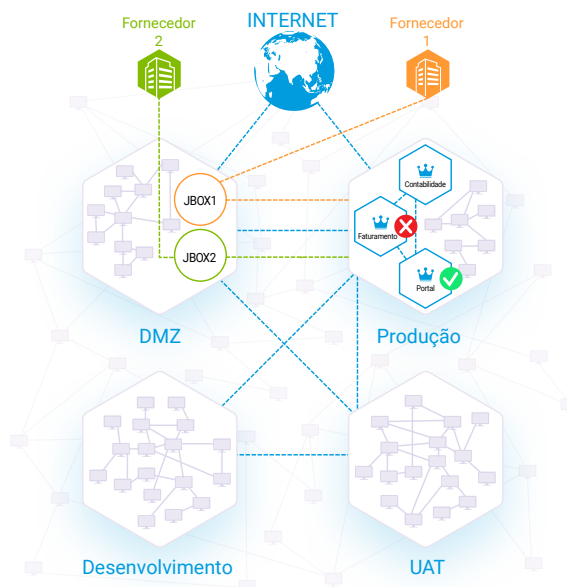 Fornecedor
2
INTERNET
Fornecedor
1
JBOX1
JBOX2
Contabilidade
Faturamento
Portal
DMZ
Produção
Desenvolvimento
UAT